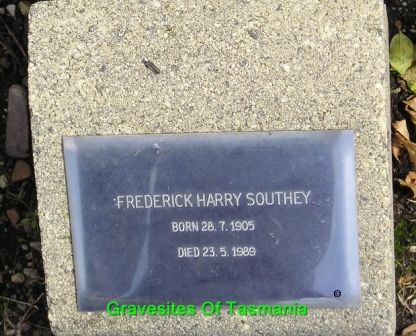 FREDERICK HARRY SOUTHEY
BORN 28.7.1905
DIED 23.5.1989
Gravesites Of Tasmania